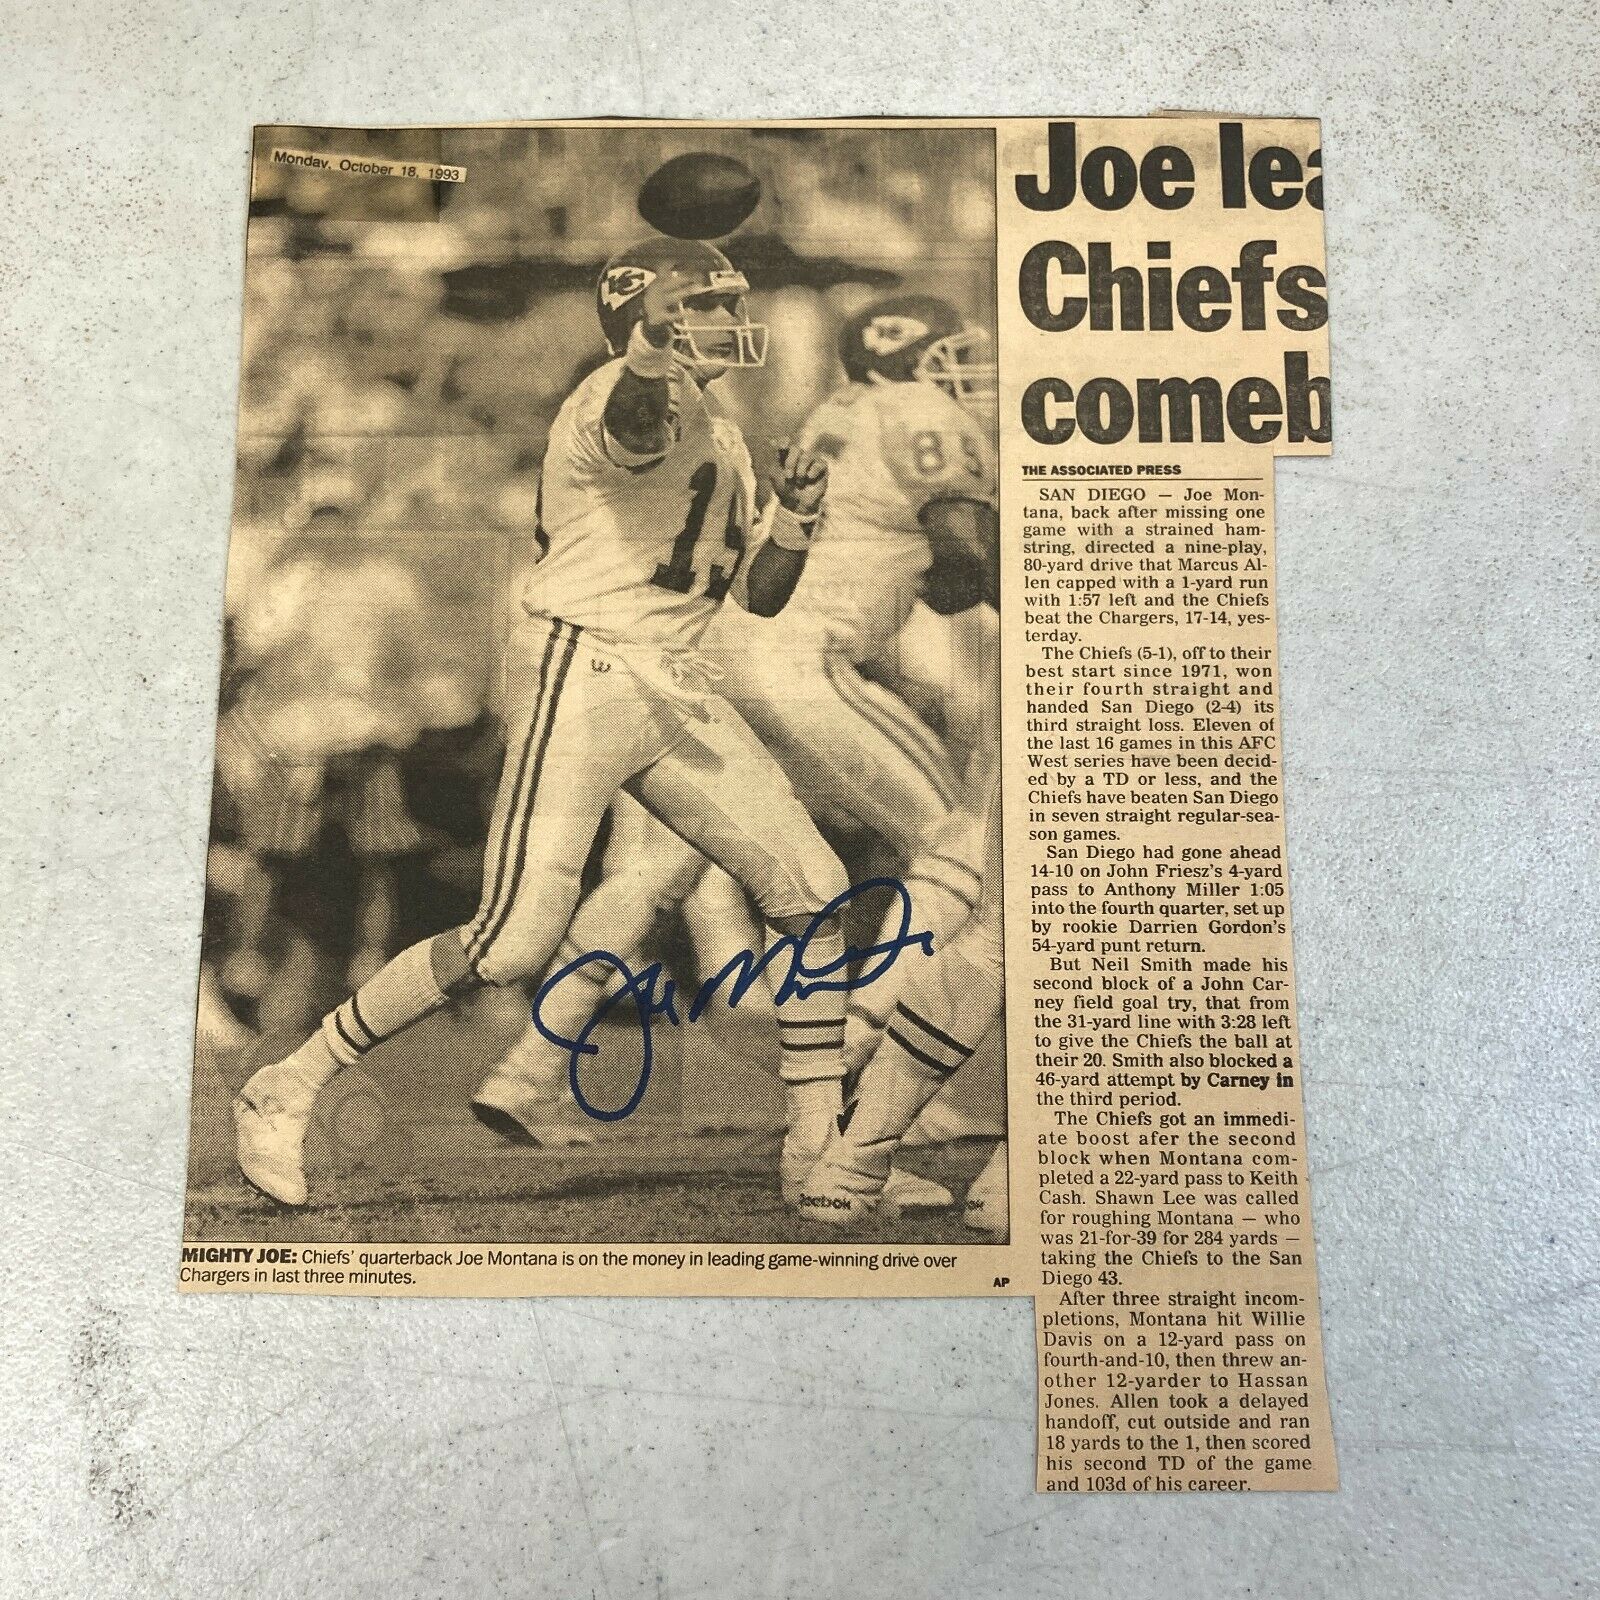 Monday, October 18, 1993
Joe lea
Chiefs
comeb
THE ASSOCIATED PRESS
SAN DIEGO — Joe Mon-
tana, back after missing one
game with a strained ham-
string, directed a nine-play,
80-yard drive that Marcus Al-
len capped with a 1-yard run
with 1:57 left and the Chiefs
beat the Chargers, 17-14, yes-
terday.
The Chiefs (5-1), off to their
best start since 1971, won
their fourth straight and
handed San Diego (2-4) its
third straight loss. Eleven of
the last 16 games in this AFC
West series have been decid-
ed by a TD or less, and the
Chiefs have beaten San Diego
in seven straight regular-sea-
son games.
San Diego had gone ahead
14-10 on John Friesz's 4-yard
pass to Anthony Miller 1:05
into the fourth quarter, set up
by rookie Darrien Gordon's
54-yard punt return.
But Neil Smith made his
second block of a John Car-
ney field goal try, that from
the 31-yard line with 3:28 left
to give the Chiefs the ball at
their 20. Smith also blocked a
46-yard attempt by Carney in
the third period.
The Chiefs got an immedi-
ate boost afer the second
block when Montana com-
pleted a 22-yard pass to Keith
Cash. Shawn Lee was called
for roughing Montana — who
was 21-for-39 for 284 yards —
taking the Chiefs to the San
Diego 43.
After three straight incom-
pletions, Montana hit Willie
Davis on a 12-yard pass on
fourth-and-10, then threw an-
other 12-yarder to Hassan
Jones. Allen took a delayed
handoff, cut outside and ran
18 yards to the 1, then scored
his second TD of the game
and 103d of his career.
KC
8
Reebok
MIGHTY JOE: Chiefs' quarterback Joe Montana is on the money in leading game-winning drive over
Chargers in last three minutes.
AP